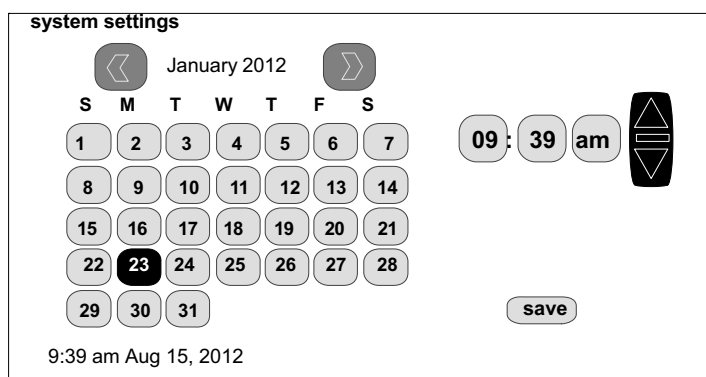 system settings
January 2012
S M T W T F S
1 2 3 4 5 6 7
09 : 39 am
8 9 10 11 12 13 14
15 16 17 18 19 20 21
22 23 24 25 26 27 28
29 30 31
save
9:39 am Aug 15, 2012